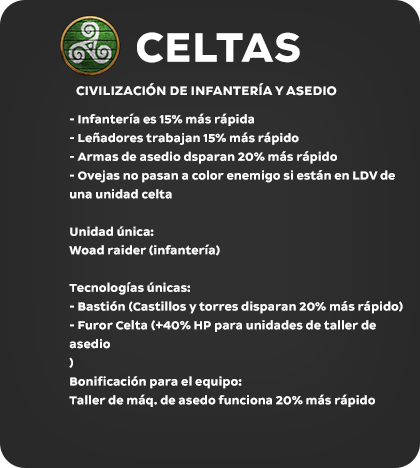 CELTAS
CIVILIZACIÓN DE INFANTERÍA Y ASEDIO
- Infantería es 15% más rápida
- Leñadores trabajan 15% más rápido
- Armas de asedio dsparan 20% más rápido
- Ovejas no pasan a color enemigo si están en LDV de
una unidad celta
Unidad única:
Woad raider (infantería)
Tecnologías únicas:
- Bastión (Castillos y torres disparan 20% más rápido)
- Furor Celta (+40% HP para unidades de taller de
asedio
)
Bonificación para el equipo:
Taller de máq. de asedo funciona 20% más rápido